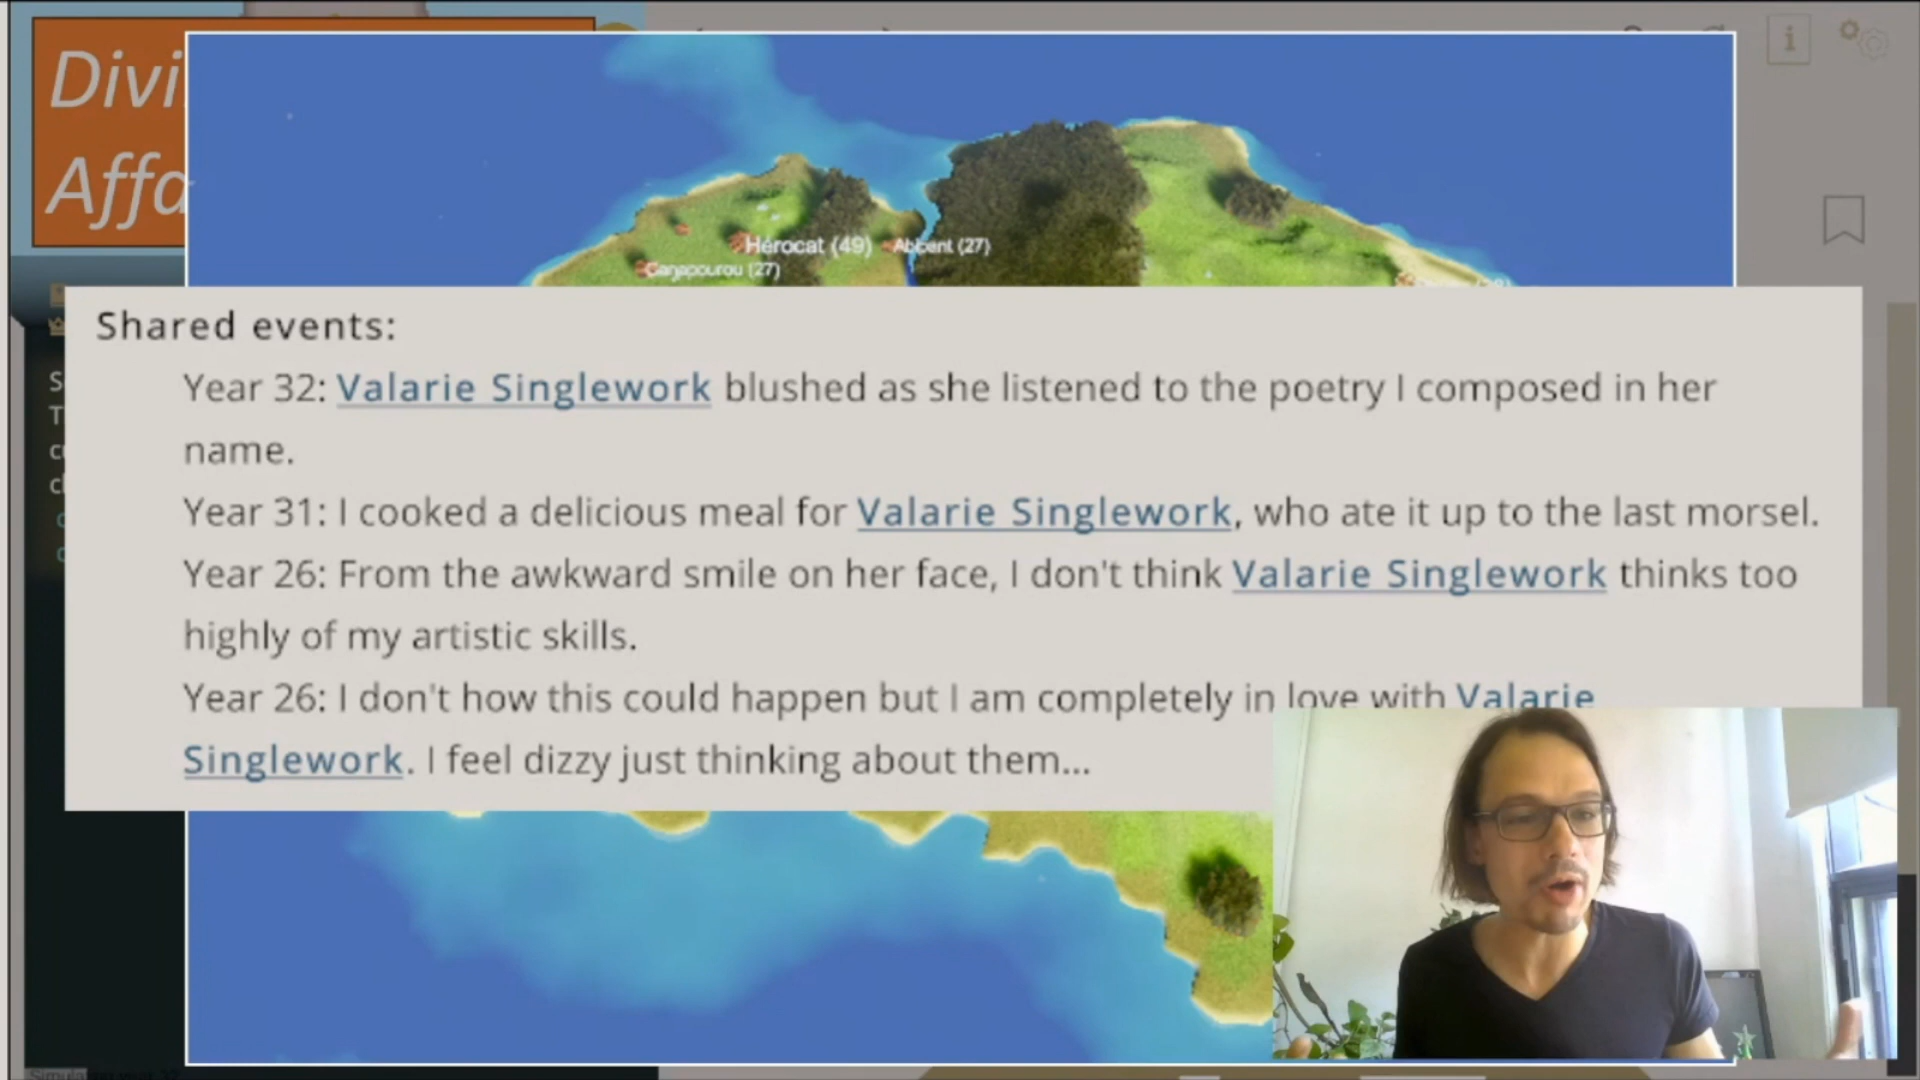 Divi
Affa
Hérocat (49)
Abbent (27)
Canapourou (27)
Shared events:
Year 32: Valarie Singlework blushed as she listened to the poetry I composed in her
name.
Year 31: I cooked a delicious meal for Valarie Singlework, who ate it up to the last morsel.
Year 26: From the awkward smile on her face, I don't think Valarie Singlework thinks too
highly of my artistic skills.
Year 26: I don't how this could happen but I am completely in love with Valarie
Singlework. I feel dizzy just thinking about them...